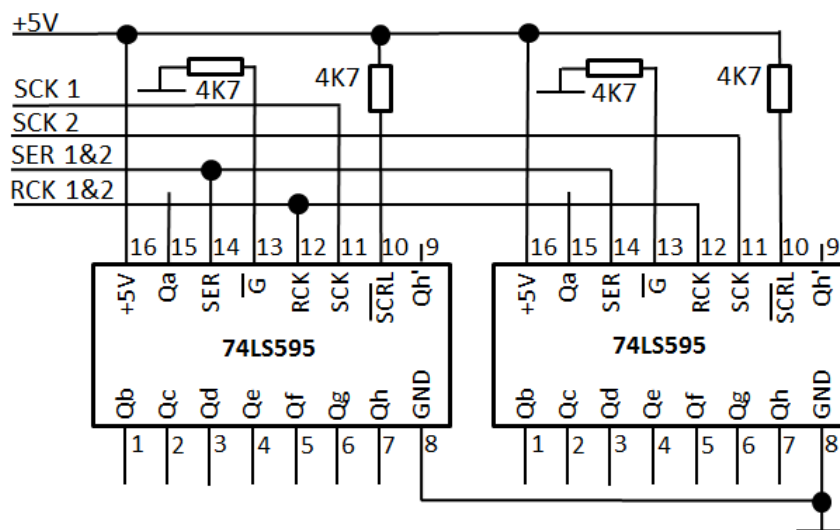 +5V
4K7 4K7 4K7 4K7
SCK 1
SCK 2
SER 1&2
RCK 1&2
16 15 14 13 12 11 10 9 16 15 14 13 12 11 10 9
+5V Qa SER G RCK SCK SCRL Qh' +5V Qa SER G RCK SCK SCRL Qh'
74LS595 74LS595
Qb Qc Qd Qe Qf Qg Qh GND Qb Qc Qd Qe Qf Qg Qh GND
1 2 3 4 5 6 7 8 1 2 3 4 5 6 7 8